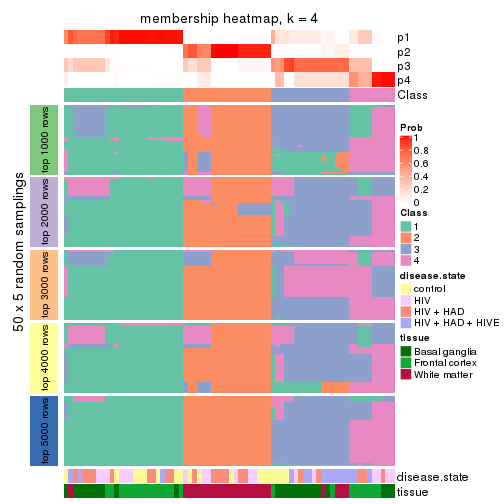 membership heatmap, k = 4
p1
p2
p3
p4
Class
50 x 5 random samplings
top 1000 rows
top 2000 rows
top 3000 rows
top 4000 rows
top 5000 rows
disease.state
tissue
Prob
1
0.8
0.6
0.4
0.2
0
Class
1
2
3
4
disease.state
control
HIV
HIV + HAD
HIV + HAD + HIVE
tissue
Basal ganglia
Frontal cortex
White matter